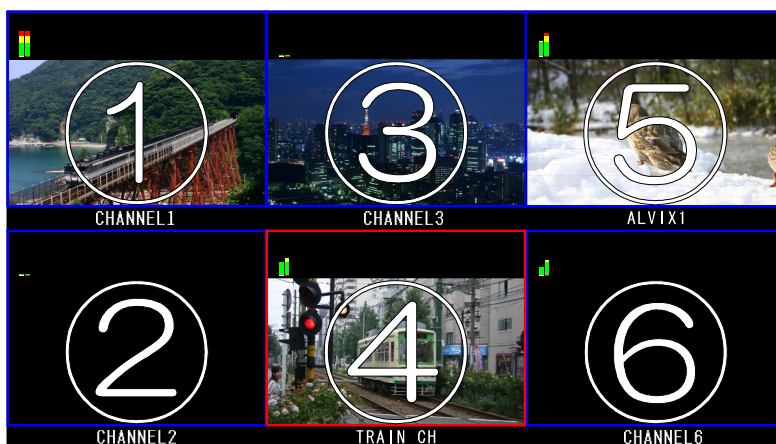 ① ③ ⑤
CHANNEL1 CHANNEL3 ALVIX1
② ④ ⑥
CHANNEL2 TRAIN CH CHANNEL6